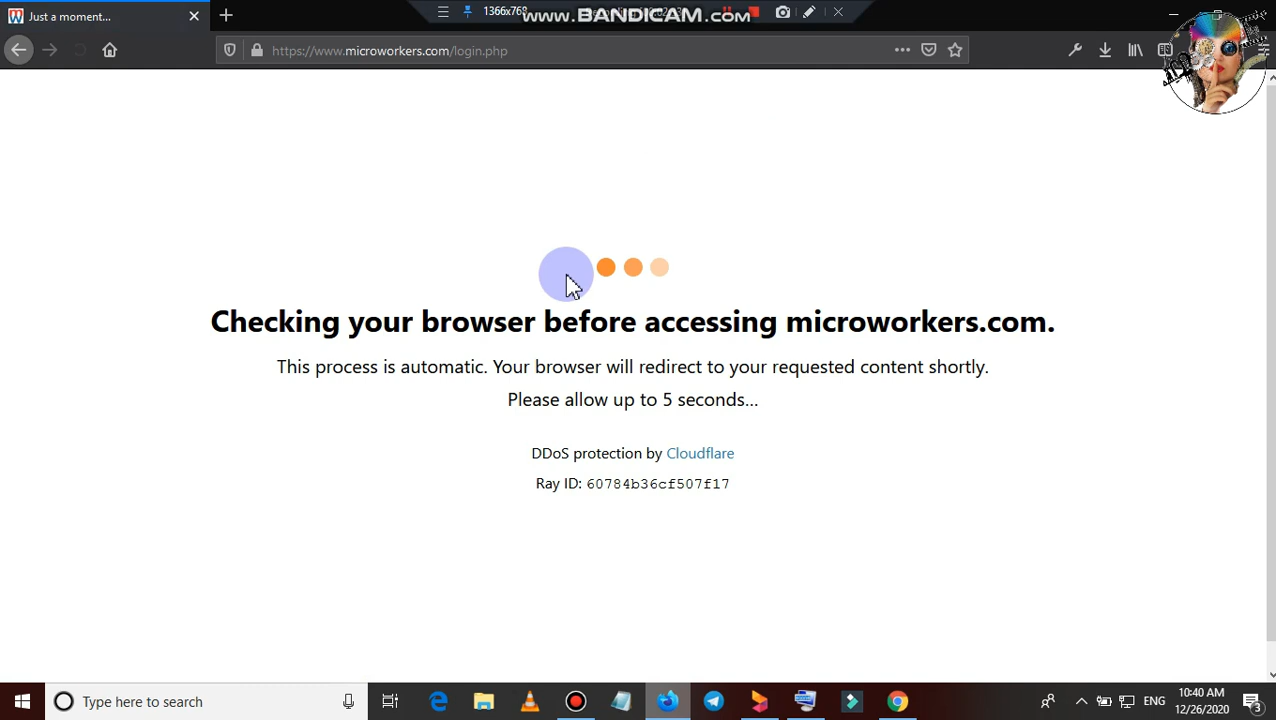 Just a moment...
1366x768
www.BANDICAM.com
https://www.microworkers.com/login.php
Checking your browser before accessing microworkers.com.
This process is automatic. Your browser will redirect to your requested content shortly.
Please allow up to 5 seconds...
DDoS protection by Cloudflare
Ray ID: 60784b36cf507f17
Type here to search
ENG
10:40 AM
12/26/2020
3